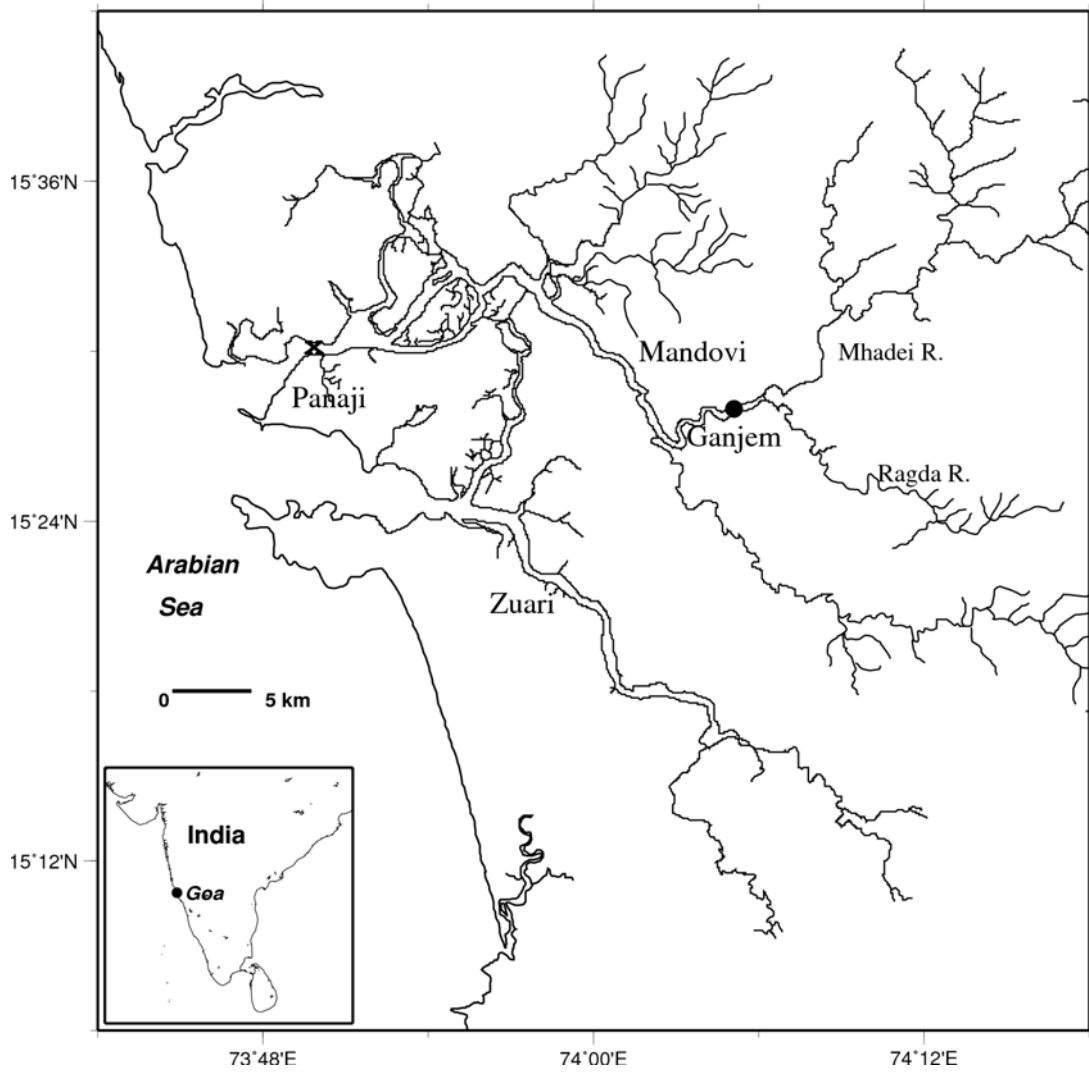 15°36'N
Mandovi
Mhadei R.
Panaji
Ganjem
Ragda R.
15°24'N
Arabian
Sea
Zuari
0 5 km
India
Goa
15°12'N
73°48'E 74°00'E 74°12'E